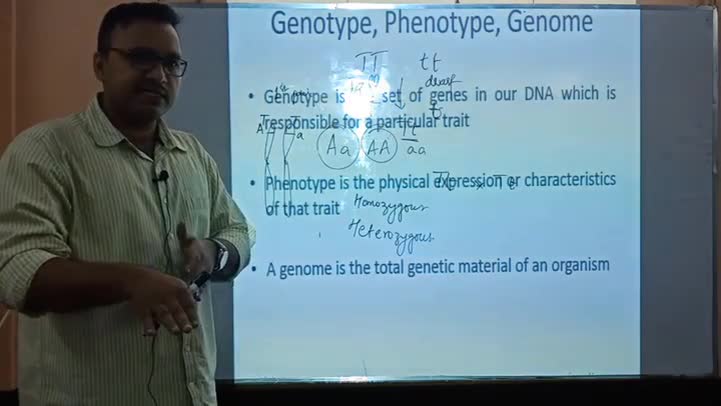 Genotype, Phenotype, Genome
TT tt
dwarf
• Genotype is set of genes in our DNA which is
responsible for a particular trait
A a Aa AA aa
• Phenotype is the physical expression or characteristics
of that trait Homozygous
Heterozygous
• A genome is the total genetic material of an organism